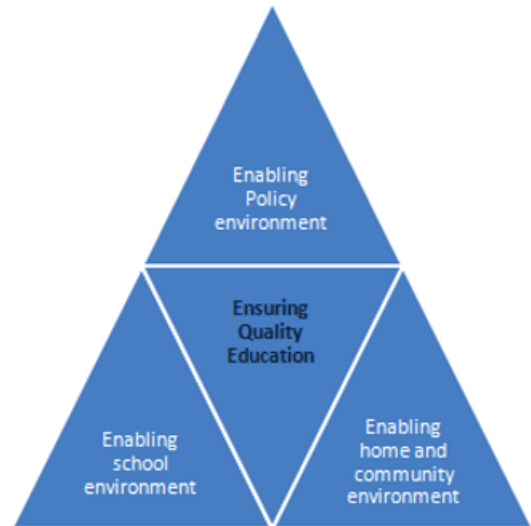 Enabling
Policy
environment
Ensuring
Quality
Education
Enabling
school
environment
Enabling
home and
community
environment